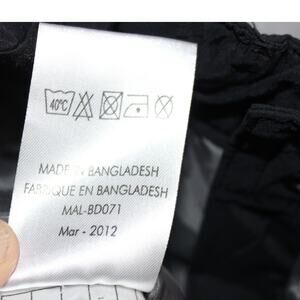 40°C
MADE IN BANGLADESH
FABRIQUE EN BANGLADESH
MAL-BD071
Mar - 2012